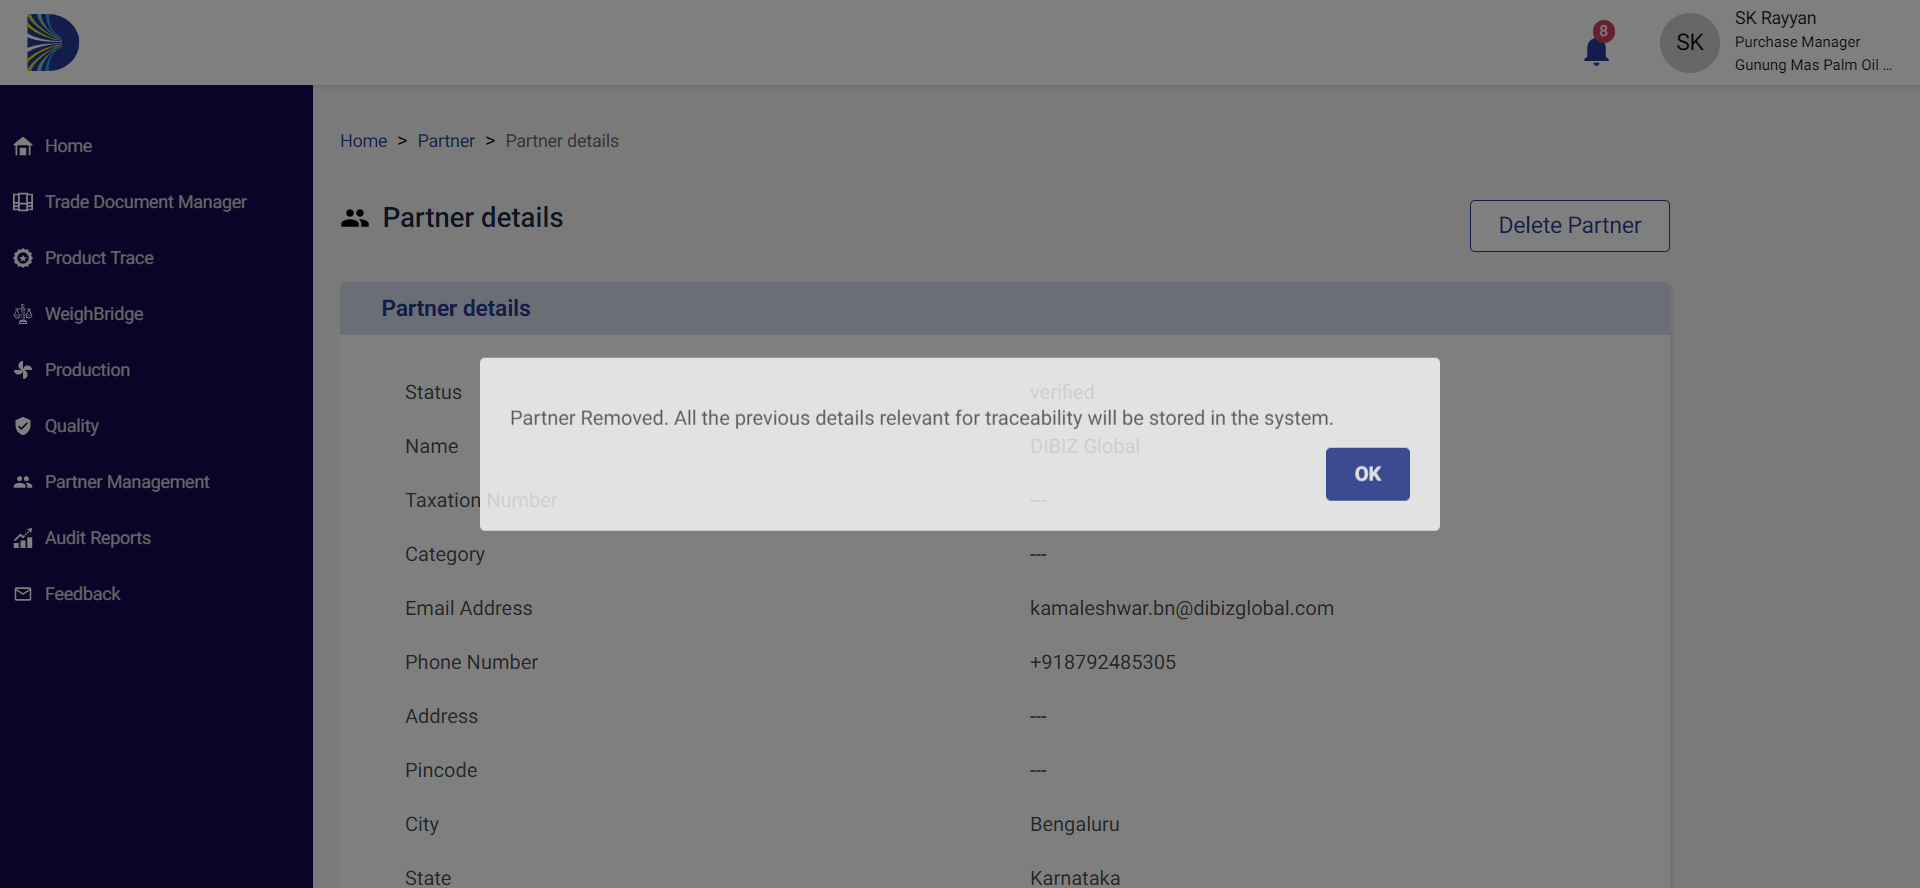 8
SK
SK Rayyan
Purchase Manager
Gunung Mas Palm Oil ...
Home
Trade Document Manager
Product Trace
WeighBridge
Production
Quality
Partner Management
Audit Reports
Feedback
Home > Partner > Partner details
Partner details
Delete Partner
Partner details
Status verified
Partner Removed. All the previous details relevant for traceability will be stored in the system.
Name DIBIZ Global
OK
Taxation Number ---
Category ---
Email Address kamaleshwar.bn@dibizglobal.com
Phone Number +918792485305
Address ---
Pincode ---
City Bengaluru
State Karnataka